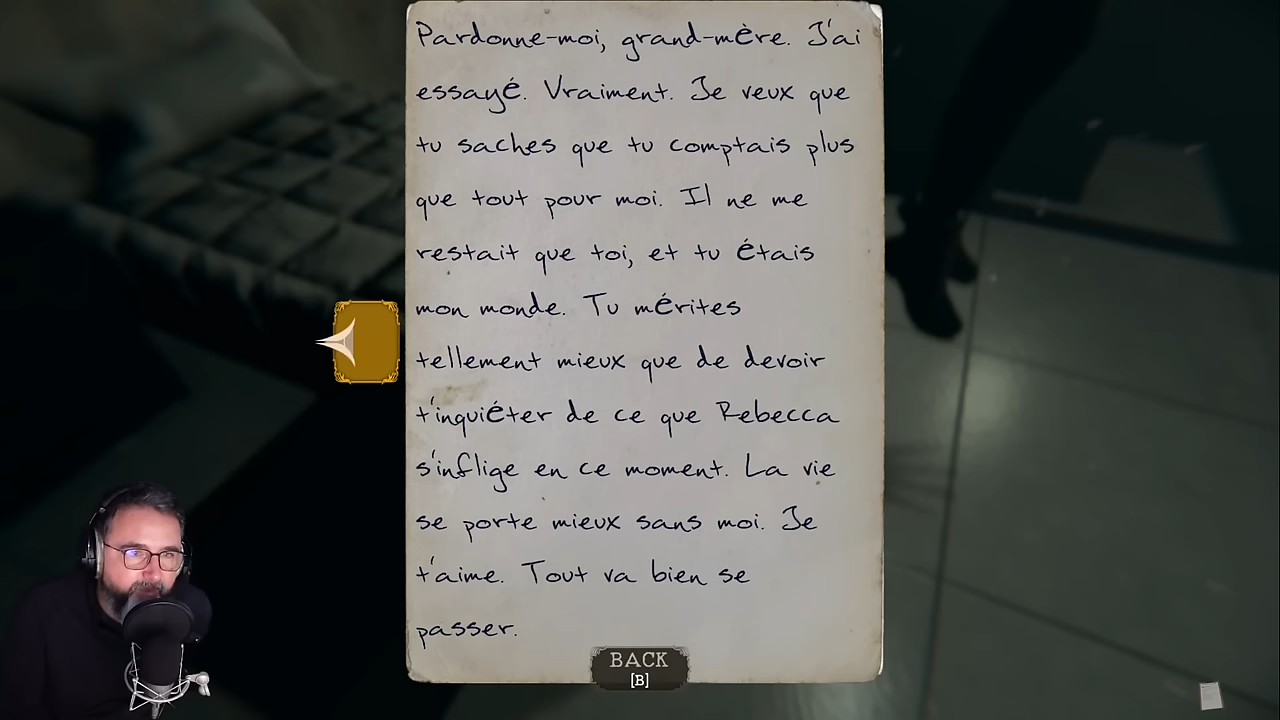 Pardonne-moi, grand-mère. J'ai
essayé. Vraiment. Je veux que
tu saches que tu comptais plus
que tout pour moi. Il ne me
restait que toi, et tu étais
mon monde. Tu mérites
tellement mieux que de devoir
t'inquiéter de ce que Rebecca
s'inflige en ce moment. La vie
se porte mieux sans moi. Je
t'aime. Tout va bien se
passer.
BACK
[B]